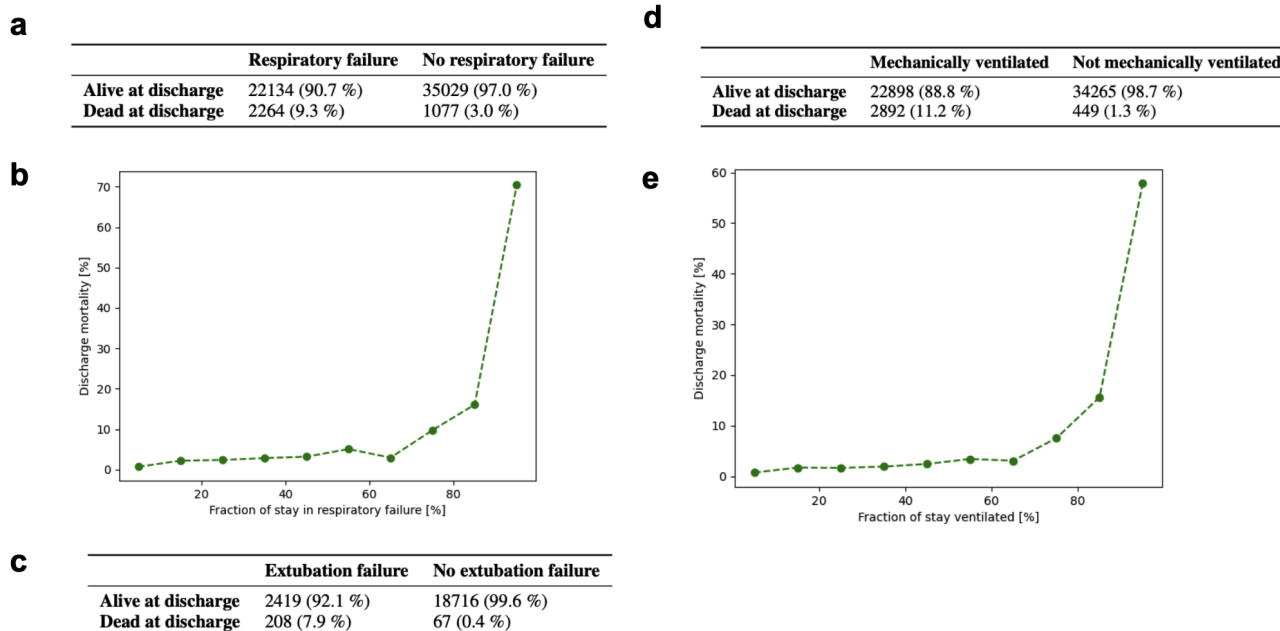 a
Respiratory failure No respiratory failure
Alive at discharge 22134 (90.7 %) 35029 (97.0 %)
Dead at discharge 2264 (9.3 %) 1077 (3.0 %)
b
70
60
50
40
30
20
10
0
Discharge mortality [%]
20 40 60 80
Fraction of stay in respiratory failure [%]
c
Extubation failure No extubation failure
Alive at discharge 2419 (92.1 %) 18716 (99.6 %)
Dead at discharge 208 (7.9 %) 67 (0.4 %)
d
Mechanically ventilated Not mechanically ventilated
Alive at discharge 22898 (88.8 %) 34265 (98.7 %)
Dead at discharge 2892 (11.2 %) 449 (1.3 %)
e
60
50
40
30
20
10
0
Discharge mortality [%]
20 40 60 80
Fraction of stay ventilated [%]